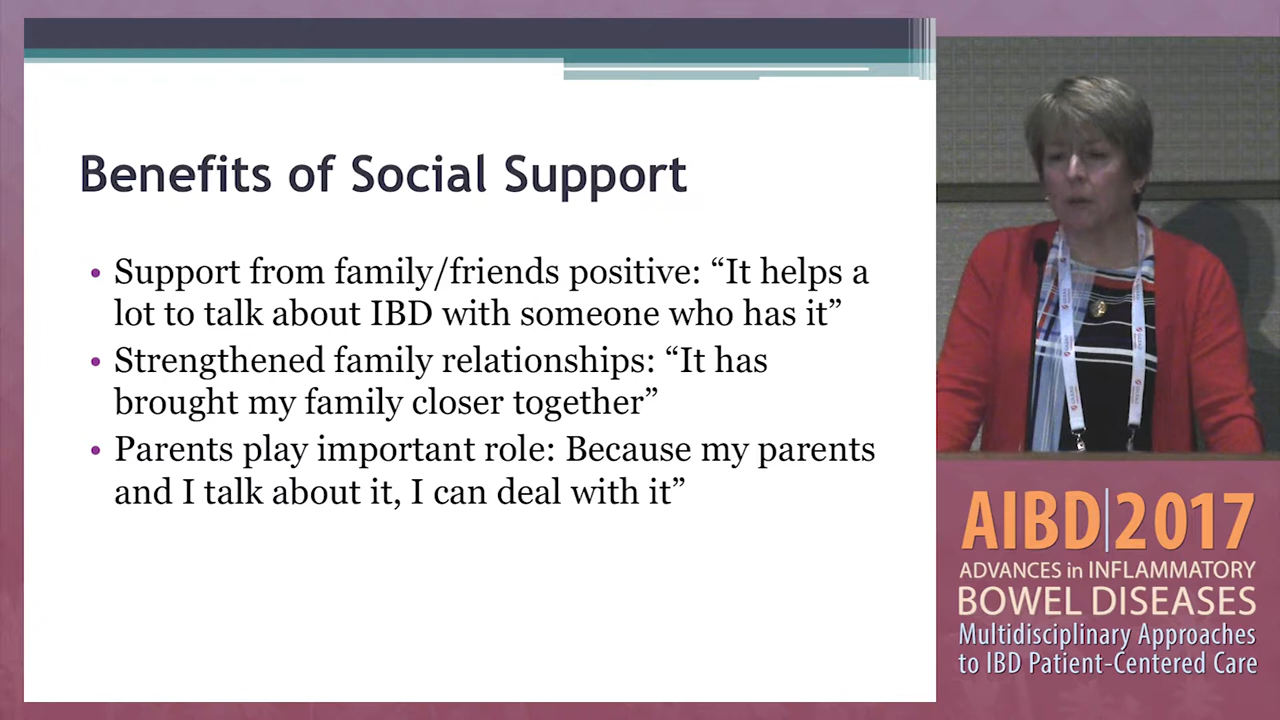 Benefits of Social Support
• Support from family/friends positive: “It helps a
lot to talk about IBD with someone who has it”
• Strengthened family relationships: “It has
brought my family closer together”
• Parents play important role: Because my parents
and I talk about it, I can deal with it”
AIBD|2017
ADVANCES in INFLAMMATORY
BOWEL DISEASES
Multidisciplinary Approaches
to IBD Patient-Centered Care